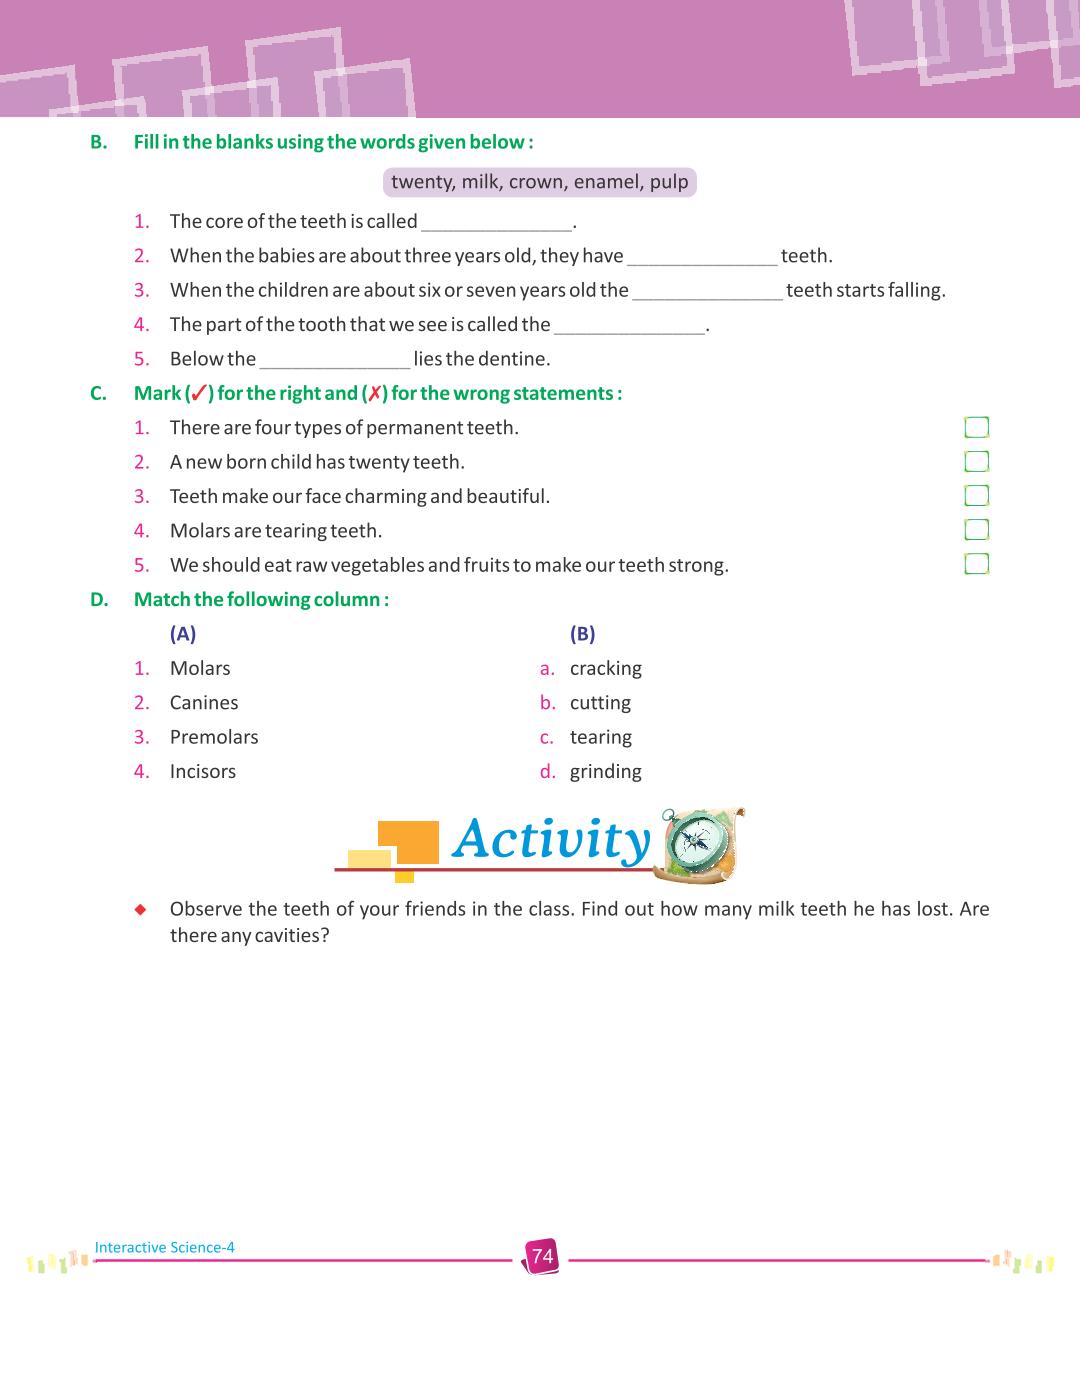 B. Fill in the blanks using the words given below :
twenty, milk, crown, enamel, pulp
1. The core of the teeth is called ______________.
2. When the babies are about three years old, they have ______________ teeth.
3. When the children are about six or seven years old the ______________ teeth starts falling.
4. The part of the tooth that we see is called the ______________.
5. Below the ______________ lies the dentine.
C. Mark (✓) for the right and (✗) for the wrong statements :
1. There are four types of permanent teeth.
2. A new born child has twenty teeth.
3. Teeth make our face charming and beautiful.
4. Molars are tearing teeth.
5. We should eat raw vegetables and fruits to make our teeth strong.
D. Match the following column :
(A) (B)
1. Molars a. cracking
2. Canines b. cutting
3. Premolars c. tearing
4. Incisors d. grinding
Activity
◆ Observe the teeth of your friends in the class. Find out how many milk teeth he has lost. Are
there any cavities?
Interactive Science-4
74